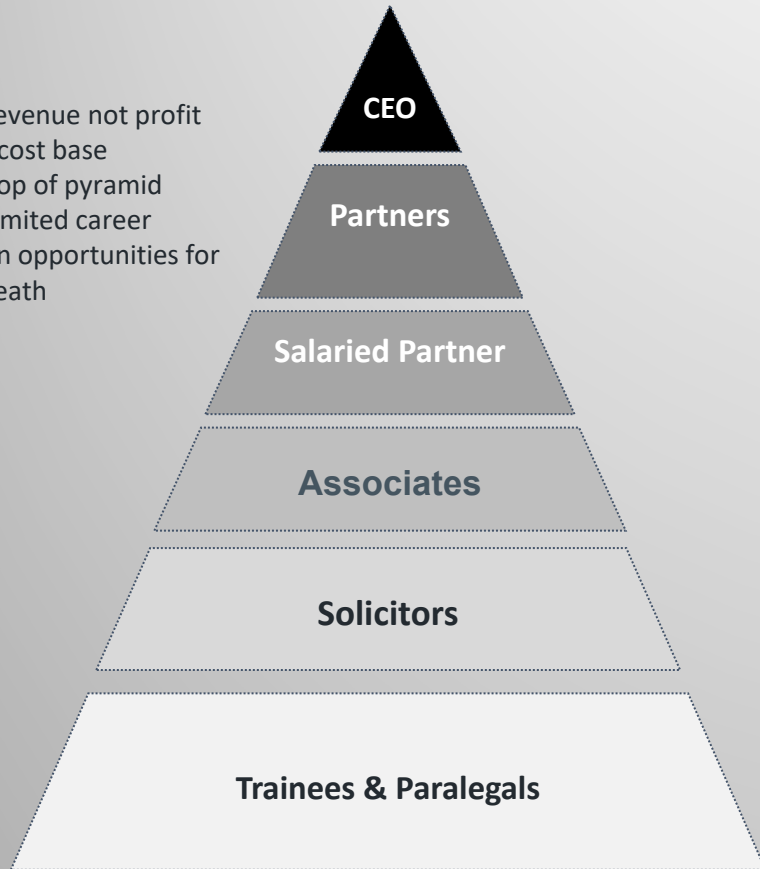 evenue not profit
cost base
op of pyramid
mited career
n opportunities for
eath
CEO
Partners
Salaried Partner
Associates
Solicitors
Trainees & Paralegals